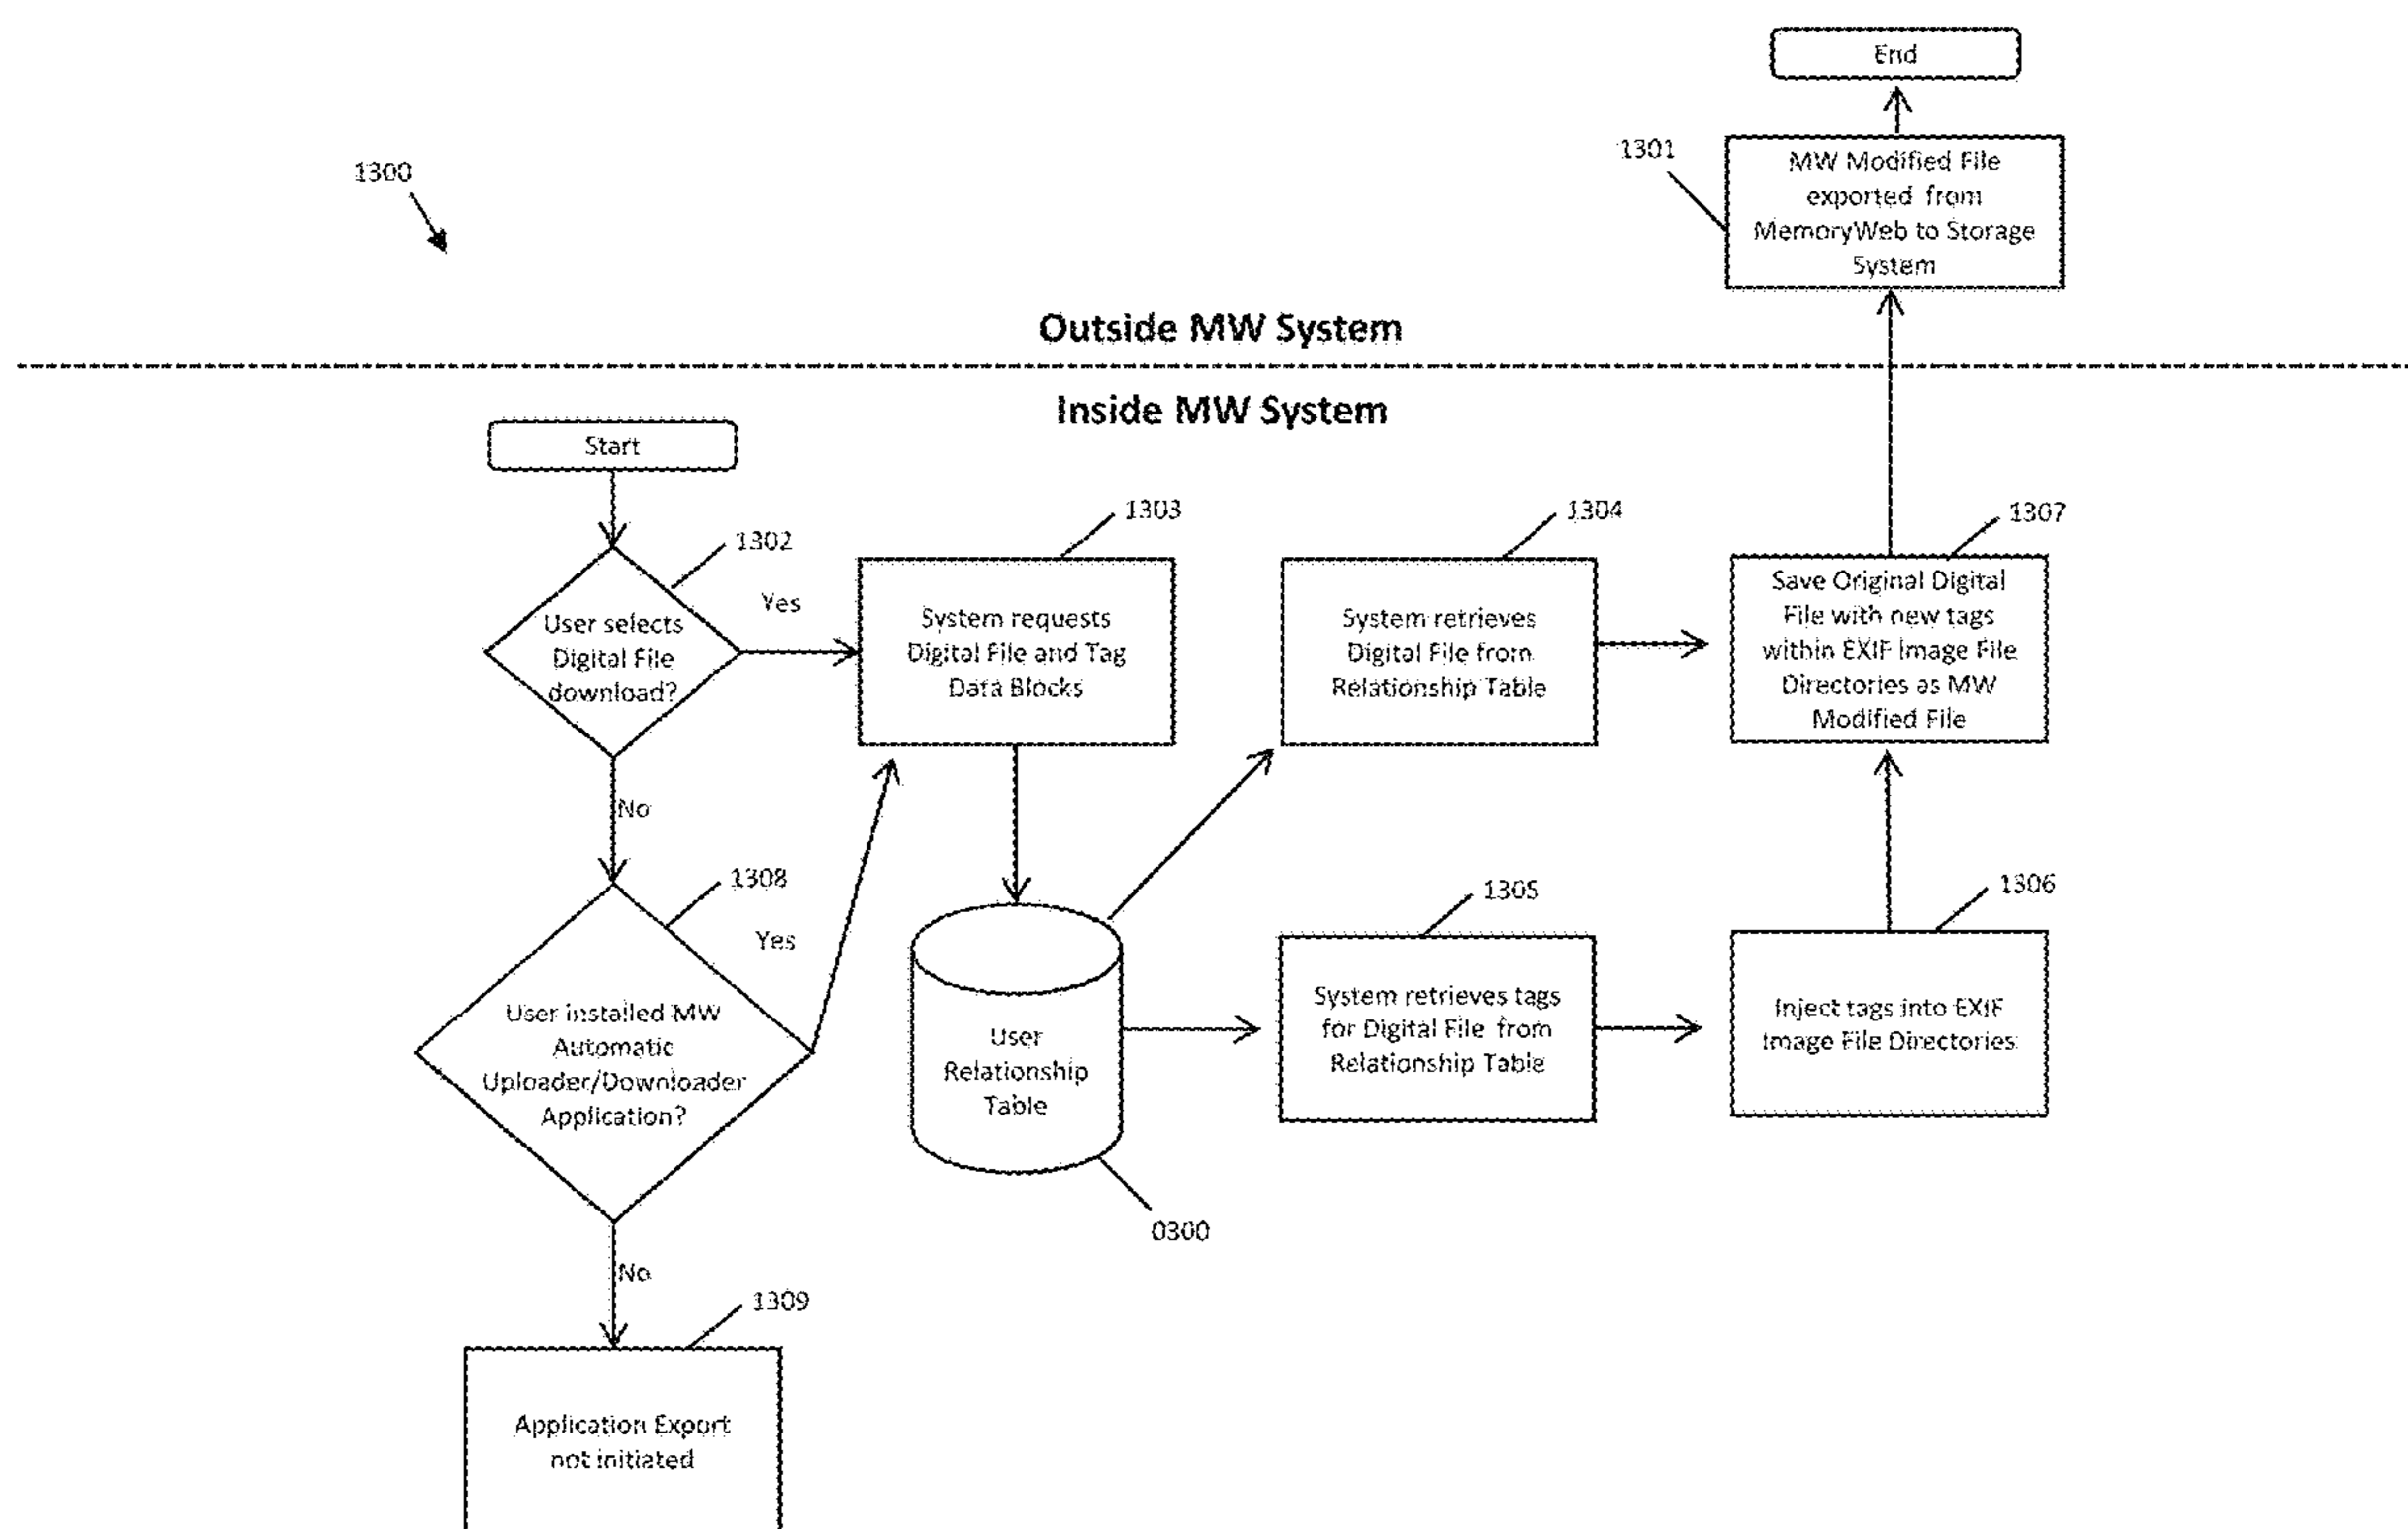 End
1301
MW Modified File
exported from
MemoryWeb to Storage
System
1300
Outside MW System
Inside MW System
Start
1302
Yes
User selects
Digital File
download?
No
1303
System requests
Digital File and Tag
Data Blocks
1304
System retrieves
Digital File from
Relationship Table
1307
Save Original Digital
File with new tags
within EXIF Image File
Directories as MW
Modified File
1308
Yes
User installed MW
Automatic
Uploader/Downloader
Application?
No
User
Relationship
Table
0300
1305
System retrieves tags
for Digital File from
Relationship Table
1306
Inject tags into EXIF
Image File Directories
1309
Application Export
not initiated